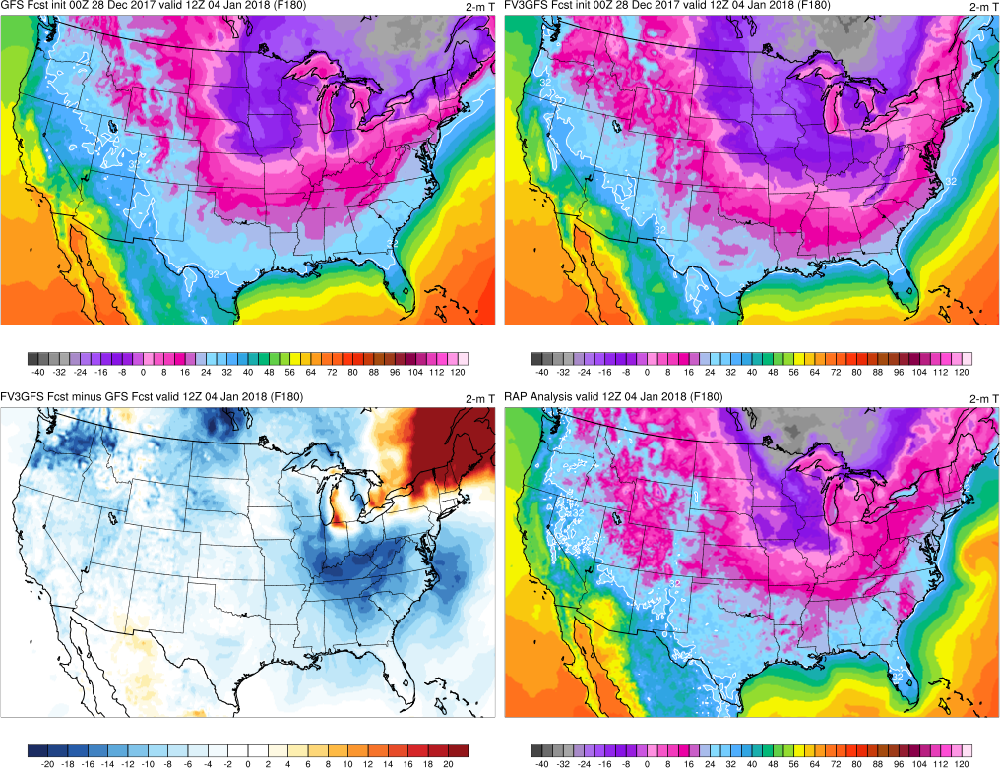 GFS Fcst init 00Z 28 Dec 2017 valid 12Z 04 Jan 2018 (F180) 2-m T
32
32
32
32
-40 -32 -24 -16 -8 0 8 16 24 32 40 48 56 64 72 80 88 96 104 112 120
FV3GFS Fcst init 00Z 28 Dec 2017 valid 12Z 04 Jan 2018 (F180) 2-m T
32
32
32
-40 -32 -24 -16 -8 0 8 16 24 32 40 48 56 64 72 80 88 96 104 112 120
FV3GFS Fcst minus GFS Fcst valid 12Z 04 Jan 2018 (F180) 2-m T
-20 -18 -16 -14 -12 -10 -8 -6 -4 -2 0 2 4 6 8 10 12 14 16 18 20
RAP Analysis valid 12Z 04 Jan 2018 (F180) 2-m T
32
32
32
32
-40 -32 -24 -16 -8 0 8 16 24 32 40 48 56 64 72 80 88 96 104 112 120